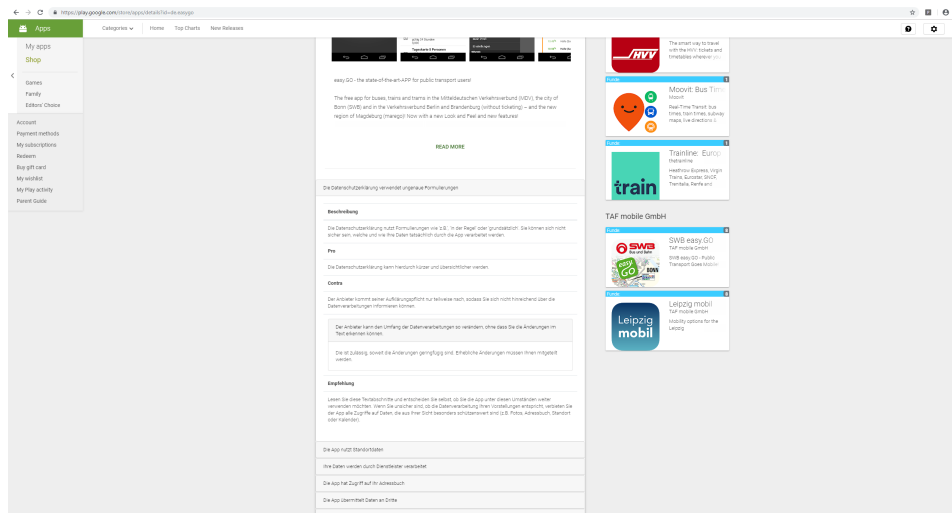 https://play.google.com/store/apps/details?id=de.easygo
Apps
Categories
Home
Top Charts
New Releases
My apps
Shop
Games
Family
Editors' Choice
Account
Payment methods
My subscriptions
Redeem
Buy gift card
My wishlist
My Play activity
Parent Guide
easy.GO - the state-of-the-art-APP for public transport users!
The free app for buses, trains and trams in the Mitteldeutschen Verkehrsverbund (MDV), the city of
Bonn (SWB) and in the Verkehrsverbund Berlin and Brandenburg (without ticketing) – and the new
region of Magdeburg (marego)! Now with a new Look and Feel and new features!
READ MORE
Die Datenschutzerklärung verwendet ungenaue Formulierungen
Beschreibung
Die Datenschutzerklärung nutzt Formulierungen wie 'z.B.', 'in der Regel' oder 'grundsätzlich'. Sie können sich nicht
sicher sein, welche und wie Ihre Daten tatsächlich durch die App verarbeitet werden.
Pro
Die Datenschutzerklärung kann hierdurch kürzer und übersichtlicher werden.
Contra
Der Anbieter kommt seiner Aufklärungspflicht nur teilweise nach, sodass Sie sich nicht hinreichend über die
Datenverarbeitungen informieren können.
Der Anbieter kann den Umfang der Datenverarbeitungen so verändern, ohne dass Sie die Änderungen im
Text erkennen können.
Die ist zulässig, soweit die Änderungen geringfügig sind. Erhebliche Änderungen müssen Ihnen mitgeteilt
werden.
Empfehlung
Lesen Sie diese Textabschnitte und entscheiden Sie selbst, ob Sie die App unter diesen Umständen weiter
verwenden möchten. Wenn Sie unsicher sind, ob die Datenverarbeitung Ihren Vorstellungen entspricht, verbieten Sie
der App alle Zugriffe auf Daten, die aus Ihrer Sicht besonders schützenswert sind (z.B. Fotos, Adressbuch, Standort
oder Kalender).
Die App nutzt Standortdaten
Ihre Daten werden durch Dienstleister verarbeitet
Die App hat Zugriff auf Ihr Adressbuch
Die App übermittelt Daten an Dritte
HVV
The smart way to travel
with the HVV: tickets and
timetables wherever you
Funde
1
Moovit: Bus Time
Moovit
Real-Time Transit: bus
times, train times, subway
maps, live directions &
Funde
1
train
Trainline: Europ
thetrainline
Heathrow Express, Virgin
Trains, Eurostar, SNCF,
Trenitalia, Renfe and
TAF mobile GmbH
Funde
8
SWB
Bus und Bahn
easy
GO
BONN
SWB easy.GO
TAF mobile GmbH
SWB easy.GO - Public
Transport Goes Mobile
Funde
8
Leipzig
mobil
Leipzig mobil
TAF mobile GmbH
Mobility options for the
Leipzig